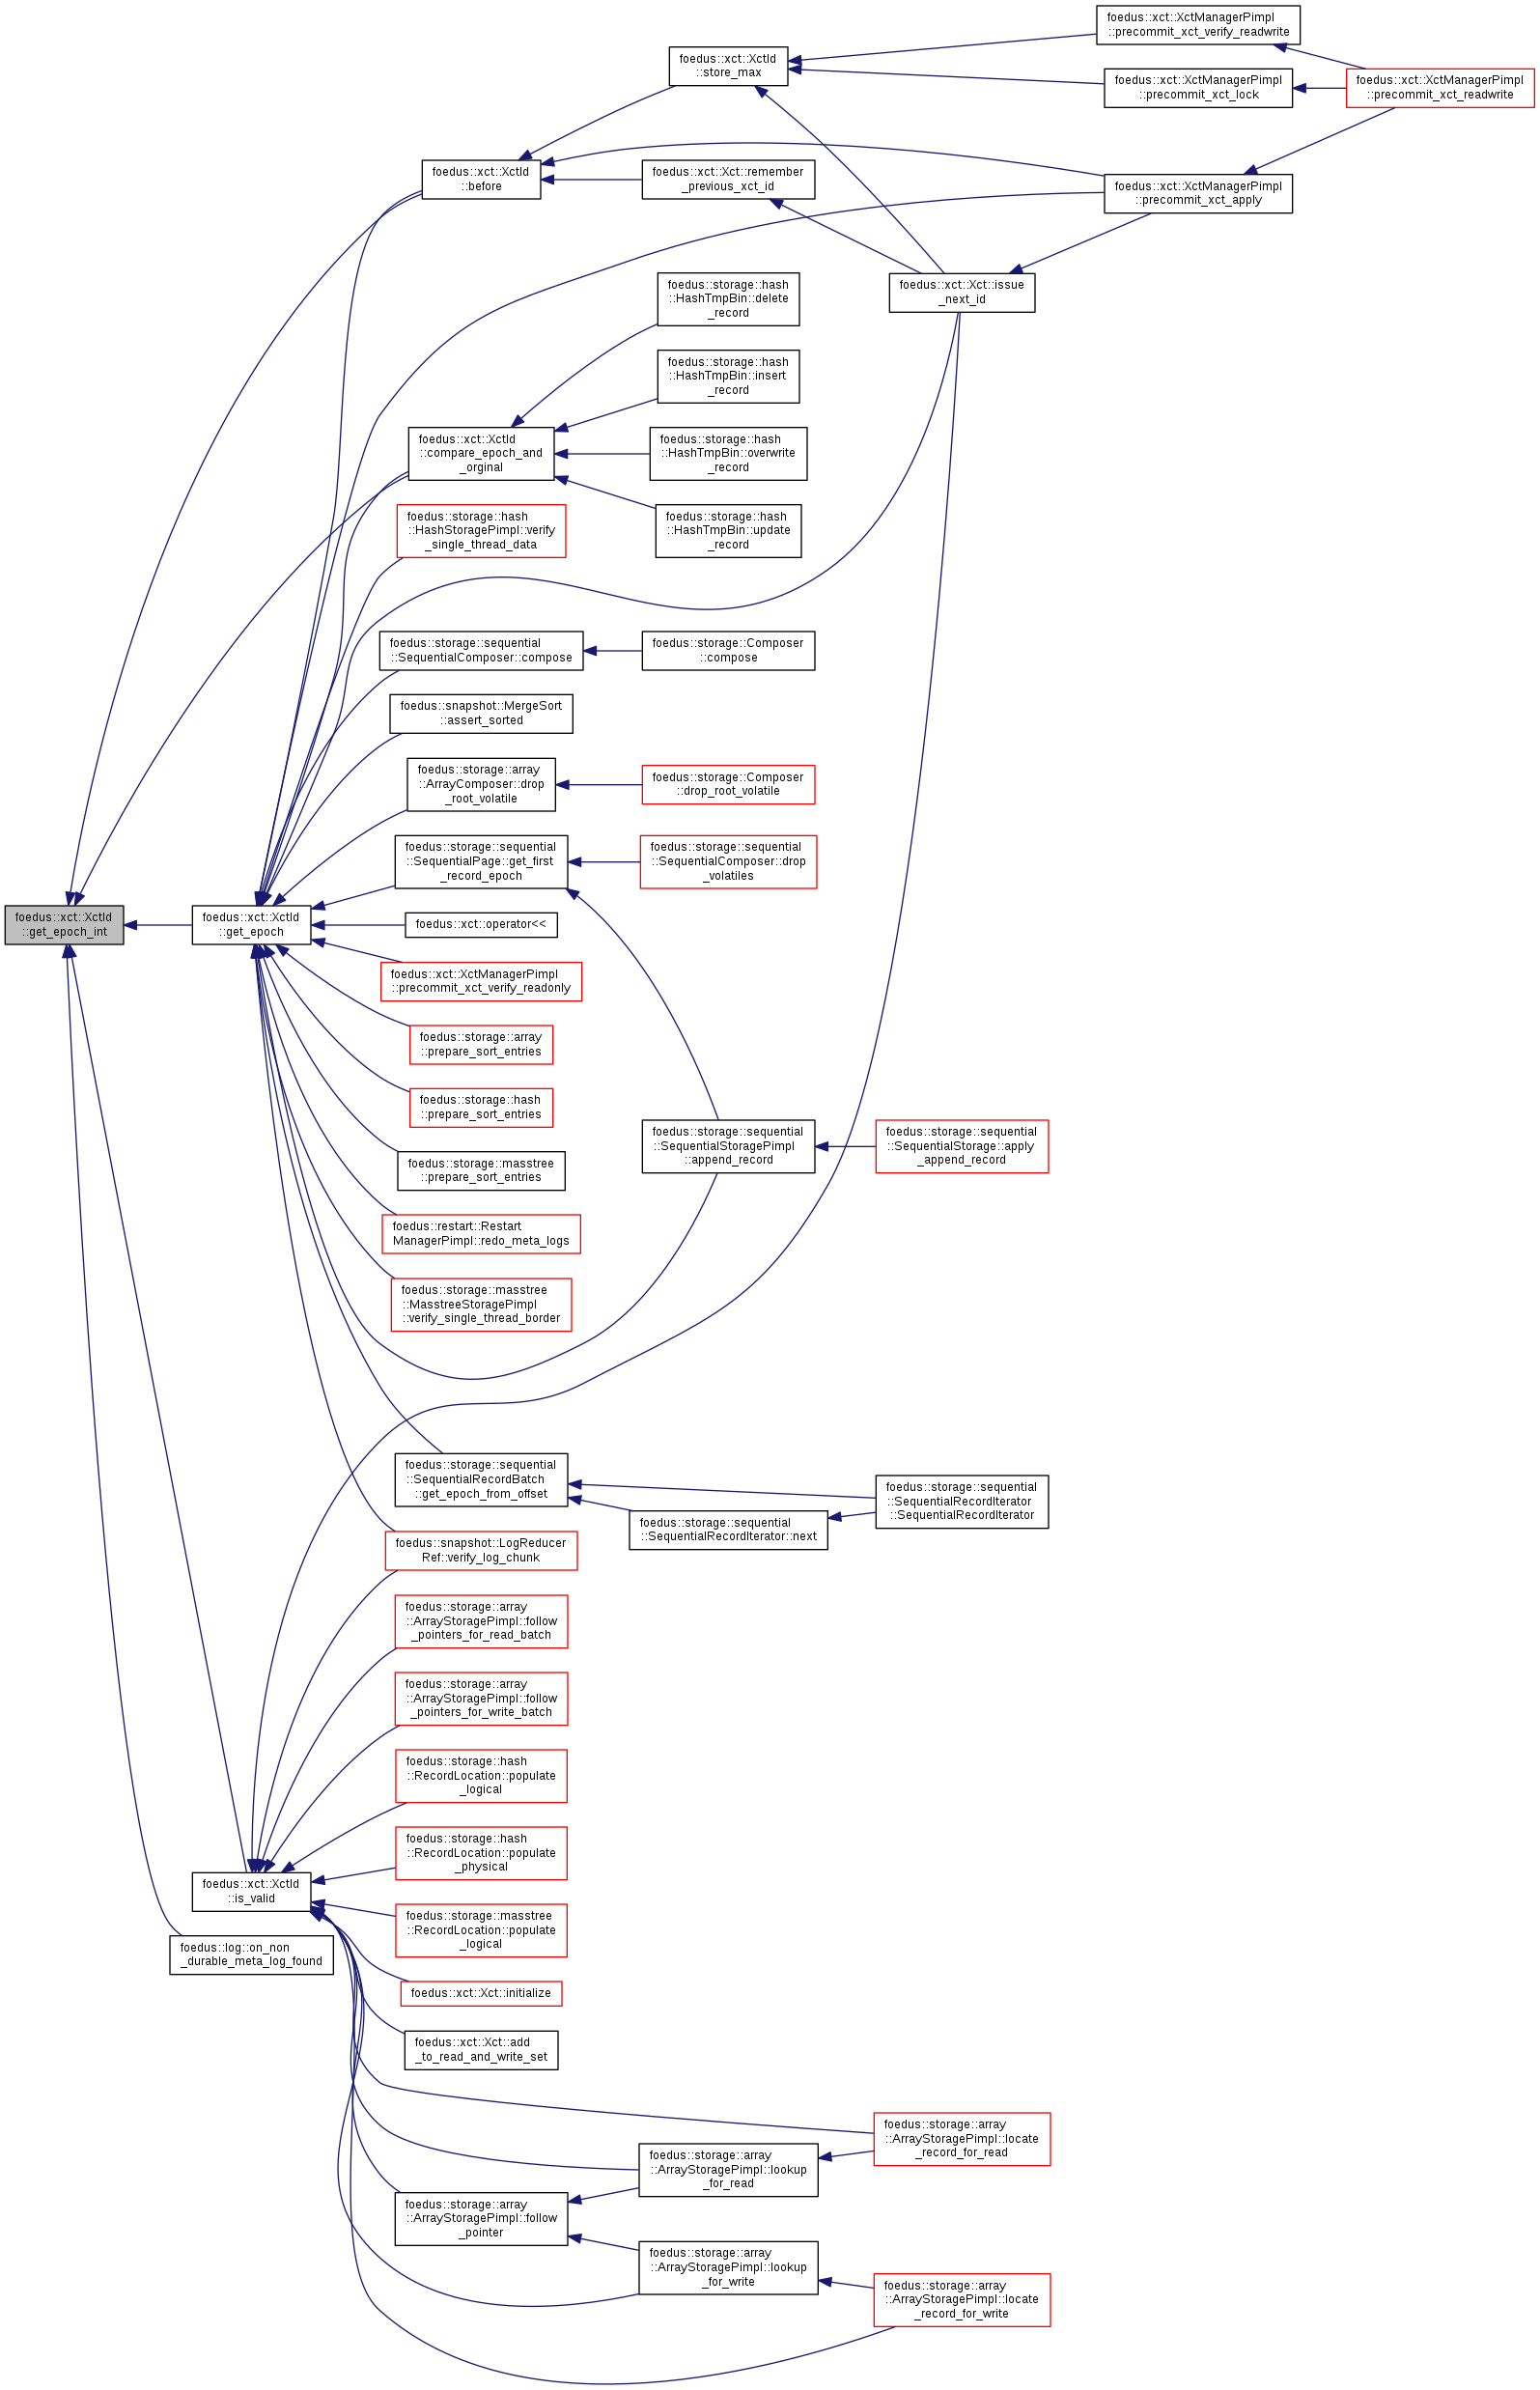 foedus::xct::XctManagerPimpl
::precommit_xct_verify_readwrite
foedus::xct::XctId
::store_max
foedus::xct::XctManagerPimpl
::precommit_xct_lock
foedus::xct::XctManagerPimpl
::precommit_xct_readwrite
foedus::xct::XctId
::before
foedus::xct::Xct::remember
_previous_xct_id
foedus::xct::XctManagerPimpl
::precommit_xct_apply
foedus::xct::Xct::issue
_next_id
foedus::storage::hash
::HashTmpBin::delete
_record
foedus::storage::hash
::HashTmpBin::insert
_record
foedus::xct::XctId
::compare_epoch_and
_orginal
foedus::storage::hash
::HashTmpBin::overwrite
_record
foedus::storage::hash
::HashTmpBin::update
_record
foedus::storage::hash
::HashStoragePimpl::verify
_single_thread_data
foedus::storage::sequential
::SequentialComposer::compose
foedus::storage::Composer
::compose
foedus::snapshot::MergeSort
::assert_sorted
foedus::storage::array
::ArrayComposer::drop
_root_volatile
foedus::storage::Composer
::drop_root_volatile
foedus::storage::sequential
::SequentialPage::get_first
_record_epoch
foedus::storage::sequential
::SequentialComposer::drop
_volatiles
foedus::xct::XctId
::get_epoch_int
foedus::xct::XctId
::get_epoch
foedus::xct::operator<<
foedus::xct::XctManagerPimpl
::precommit_xct_verify_readonly
foedus::storage::array
::prepare_sort_entries
foedus::storage::hash
::prepare_sort_entries
foedus::storage::masstree
::prepare_sort_entries
foedus::storage::sequential
::SequentialStoragePimpl
::append_record
foedus::storage::sequential
::SequentialStorage::apply
_append_record
foedus::restart::Restart
ManagerPimpl::redo_meta_logs
foedus::storage::masstree
::MasstreeStoragePimpl
::verify_single_thread_border
foedus::storage::sequential
::SequentialRecordBatch
::get_epoch_from_offset
foedus::storage::sequential
::SequentialRecordIterator::next
foedus::storage::sequential
::SequentialRecordIterator
::SequentialRecordIterator
foedus::snapshot::LogReducer
Ref::verify_log_chunk
foedus::storage::array
::ArrayStoragePimpl::follow
_pointers_for_read_batch
foedus::storage::array
::ArrayStoragePimpl::follow
_pointers_for_write_batch
foedus::storage::hash
::RecordLocation::populate
_logical
foedus::storage::hash
::RecordLocation::populate
_physical
foedus::xct::XctId
::is_valid
foedus::storage::masstree
::RecordLocation::populate
_logical
foedus::log::on_non
_durable_meta_log_found
foedus::xct::Xct::initialize
foedus::xct::Xct::add
_to_read_and_write_set
foedus::storage::array
::ArrayStoragePimpl::locate
_record_for_read
foedus::storage::array
::ArrayStoragePimpl::lookup
_for_read
foedus::storage::array
::ArrayStoragePimpl::follow
_pointer
foedus::storage::array
::ArrayStoragePimpl::lookup
_for_write
foedus::storage::array
::ArrayStoragePimpl::locate
_record_for_write